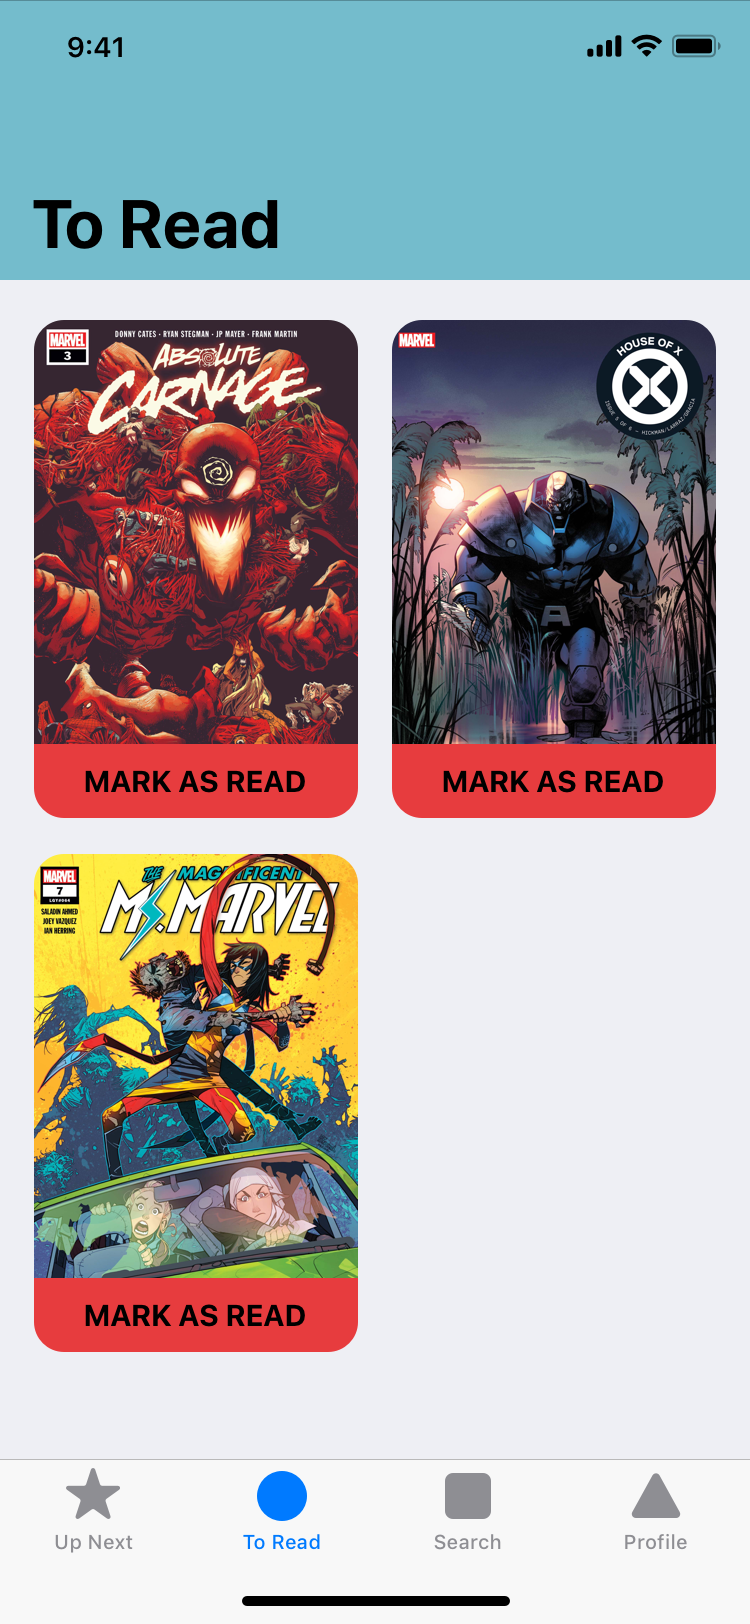 9:41
To Read
MARVEL
3
DONNY CATES · RYAN STEGMAN · JP MAYER · FRANK MARTIN
ABSOLUTE
CARNAGE
MARK AS READ
MARVEL
HOUSE OF X
ISSUE 5 OF 6 – HICKMAN/LARRAZ/GRACIA
A
MARK AS READ
MARVEL
7
LGY#064
SALADIN AHMED
JOEY VAZQUEZ
IAN HERRING
THE MAGNIFICENT
MS. MARVEL
MARK AS READ
Up Next
To Read
Search
Profile